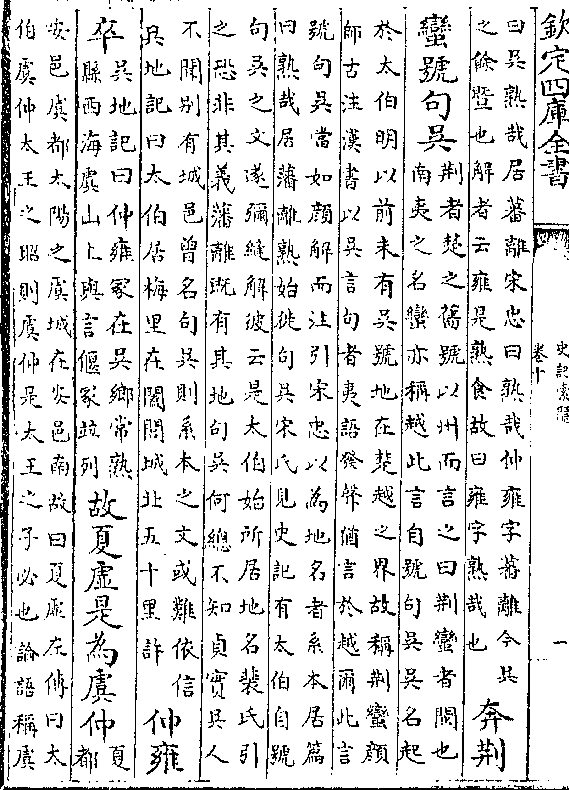 欽定四庫全書
史記索隱
卷十
一
曰吳熟哉居蕃離宋忠曰熟哉仲雍字蕃離今吳
之餘暨也解者云雍是熟食故曰雍字熟哉也
奔荆
蠻號句吳
荆者楚之舊號以州而言之曰荆蠻者閩也
南夷之名蠻亦稱越此言自號句吳吳名起
於太伯明以前未有吳號地在楚越之界故稱荆蠻顔
師古注漢書以吳言句者夷語發聲猶言於越爾此言
號句吳當如顔解而注引宋忠以為地名者系本居篇
曰熟哉居藩離熟始徙句吳宋氏見史記有太伯自號
句吳之文遂彌縫解彼云是太伯始所居地名裴氏引
之恐非其義藩離既有其地句吳何總不知貞實吳人
不聞别有城邑曾名句吳則系本之文或難依信
吳地記曰太伯居梅里在闔閭城北五十里許
仲雍
卒
吳地記曰仲雍冢在吳鄉常熟
縣西海虞山上與言偃冢並列
故夏虛是為虞仲
夏
都
安邑虞都太陽之虞城在安邑南故曰夏虛左傳曰太
伯虞仲太王之昭則虞仲是太王之子必也論語稱虞